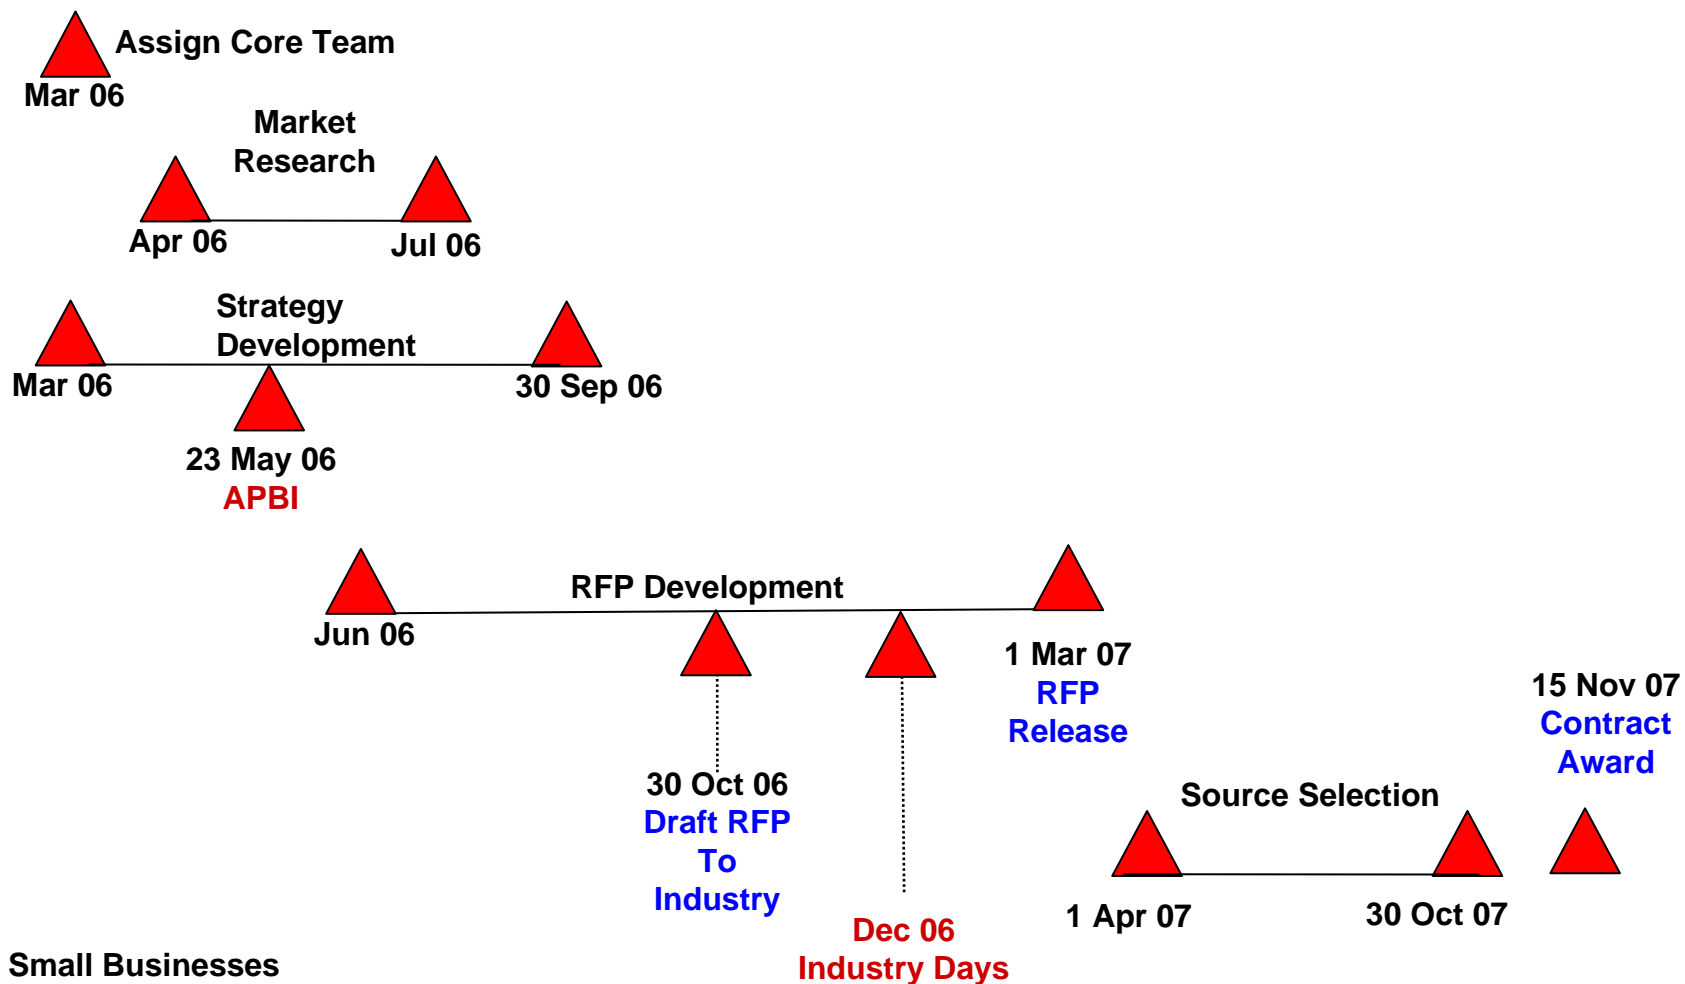 Assign Core Team
Mar 06
Market
Research
Apr 06
Jul 06
Strategy
Development
Mar 06
30 Sep 06
23 May 06
APBI
RFP Development
Jun 06
1 Mar 07
RFP
Release
30 Oct 06
Draft RFP
To
Industry
Dec 06
Industry Days
15 Nov 07
Contract
Award
Source Selection
1 Apr 07
30 Oct 07
Small Businesses